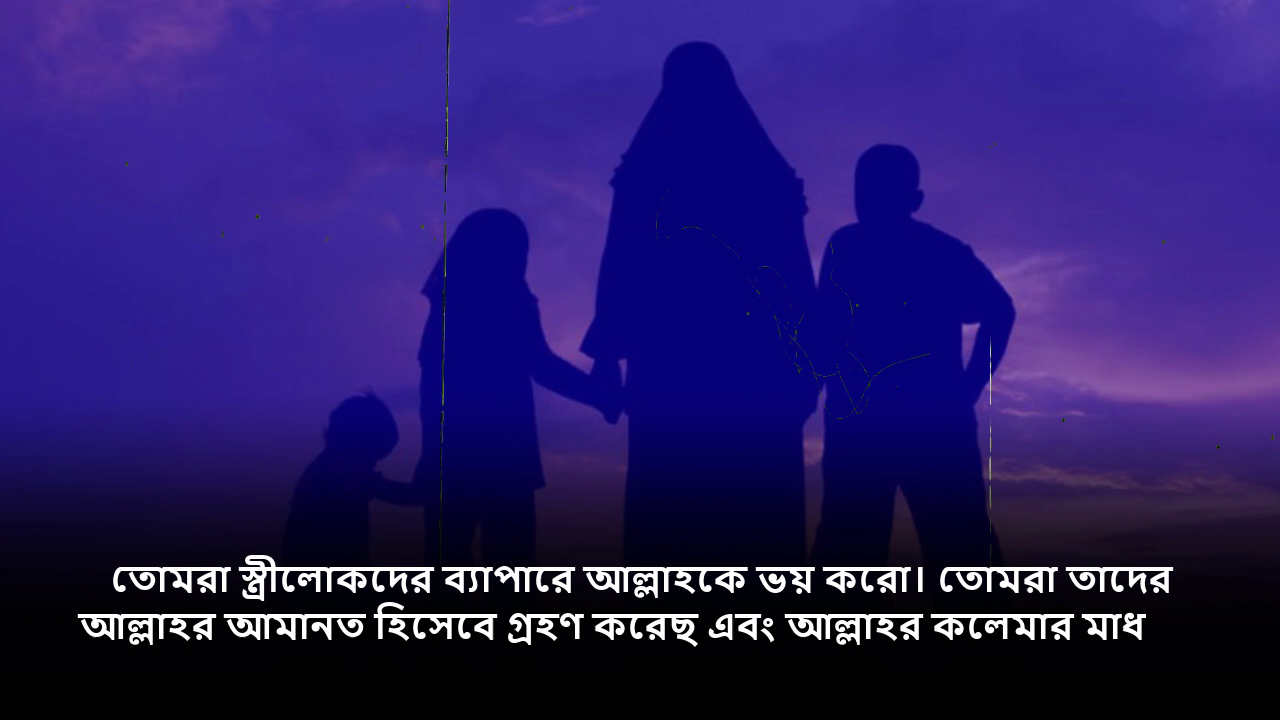 তোমরা স্ত্রীলোকদের ব্যাপারে আল্লাহকে ভয় করো। তোমরা তাদের
আল্লাহর আমানত হিসেবে গ্রহণ করেছ এবং আল্লাহর কলেমার মাধ